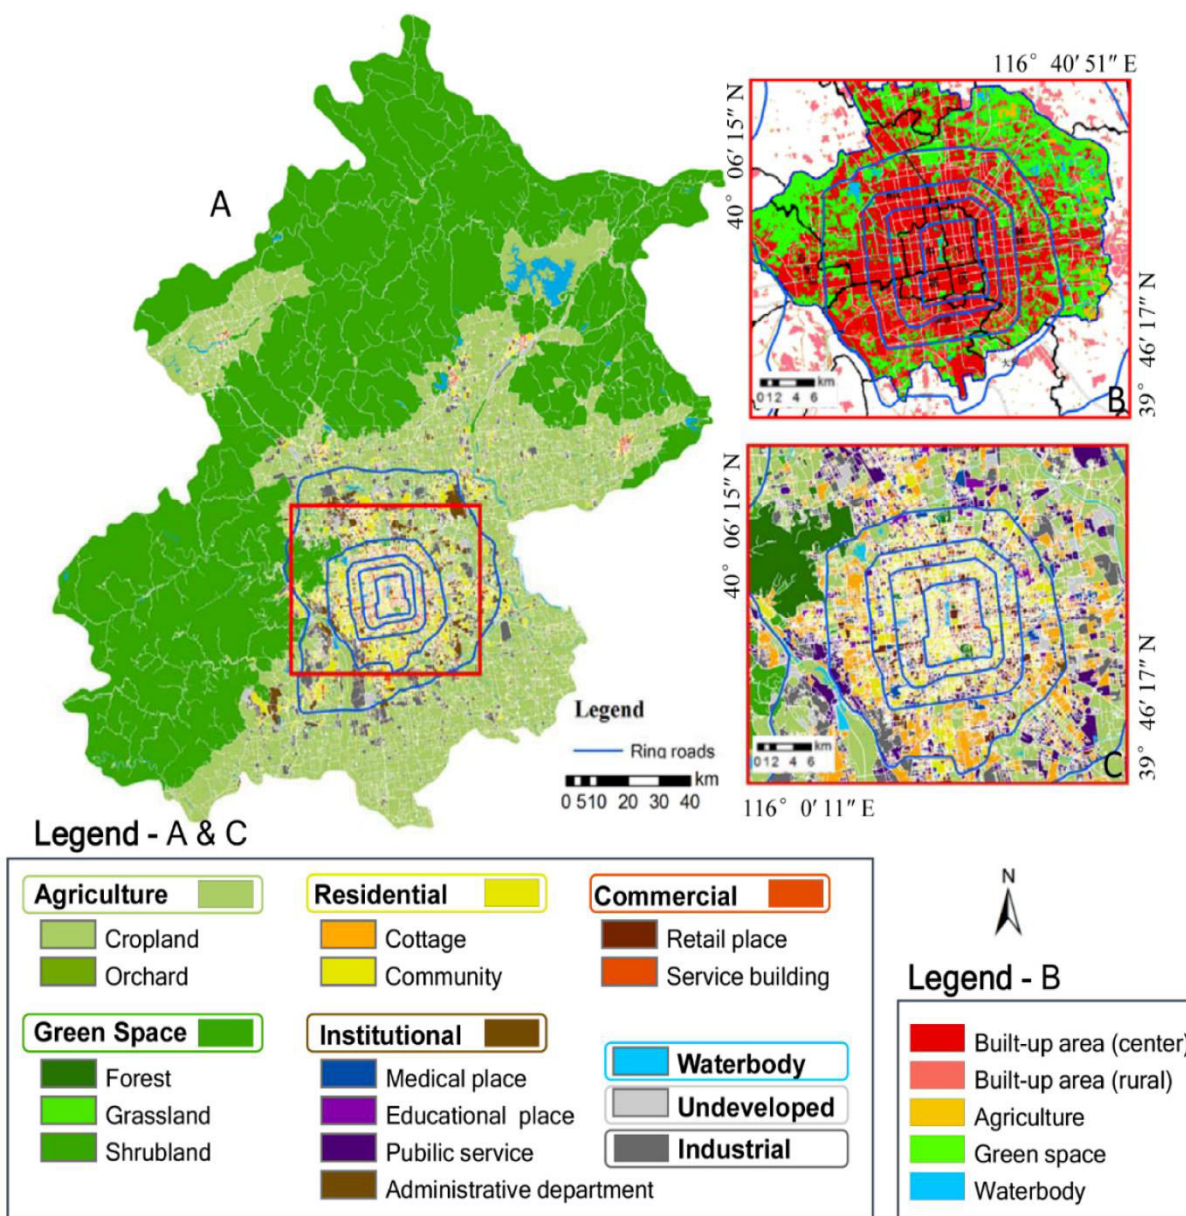 A
116° 40′ 51″ E
40° 06′ 15″ N
39° 46′ 17″ N
km
0 1 2 4 6
B
40° 06′ 15″ N
39° 46′ 17″ N
km
0 1 2 4 6
C
116° 0′ 11″ E
Legend
Ring roads
km
0 5 10 20 30 40
Legend - A & C
Agriculture
Cropland
Orchard
Green Space
Forest
Grassland
Shrubland
Residential
Cottage
Community
Institutional
Medical place
Educational place
Pubilic service
Administrative department
Commercial
Retail place
Service building
Waterbody
Undeveloped
Industrial
N
Legend - B
Built-up area (center)
Built-up area (rural)
Agriculture
Green space
Waterbody